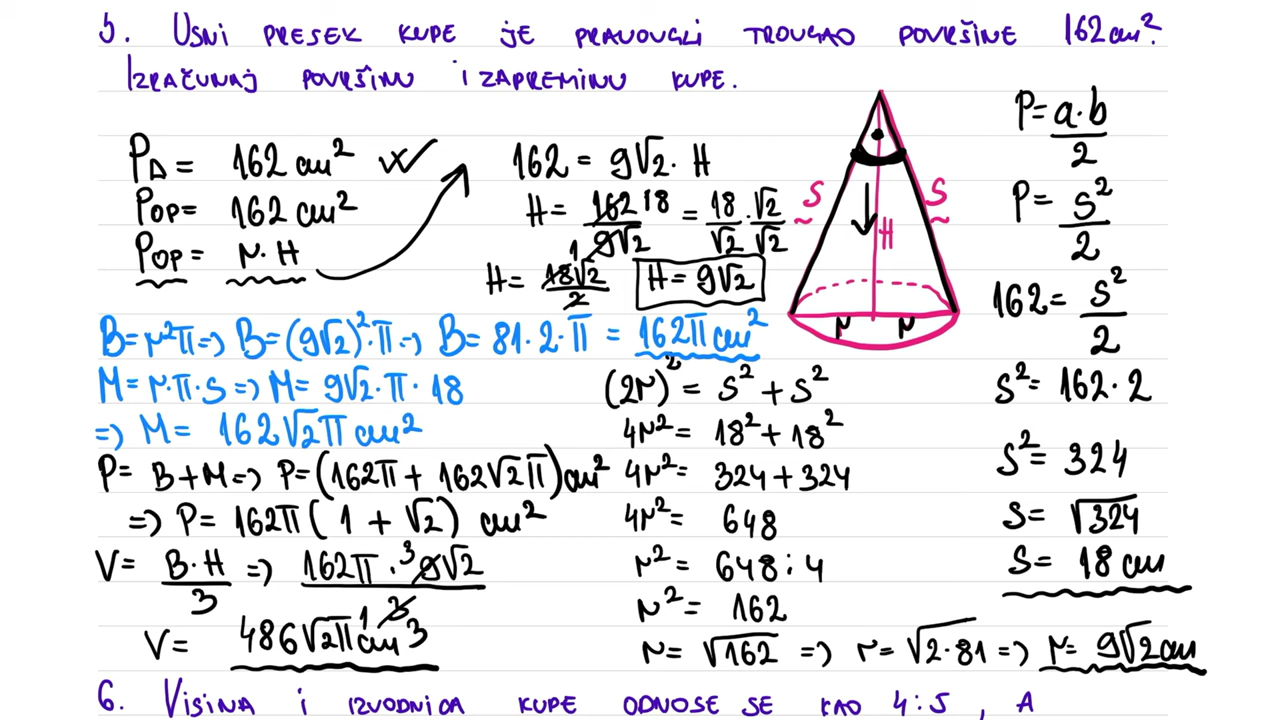 5. Osni presek kupe je pravougli trougao površine 162cm².
Izračunaj površinu i zapreminu kupe.
P△ = 162 cm²
Pop= 162 cm²
Pop= r·H
162 = 9√2 · H
H = 162 18 / 1 9√2 = 18/√2 · √2/√2
H = 18√2/2 H = 9√2
S S
H
r r
P= a·b/2
P= s²/2
162= s²/2
s²= 162·2
s²= 324
s= √324
s= 18 cm
B=r²π => B=(9√2)²·π => B= 81·2·π = 162π cm²
M= r·π·s => M= 9√2·π·18
=> M= 162√2π cm²
P= B+M => P=(162π + 162√2π)cm²
=> P= 162π(1 + √2) cm²
V= B·H/3 => 162π · 3 9√2 / 1 3
V= 486√2π cm³
(2r)² = s² + s²
4r² = 18² + 18²
4r²= 324 + 324
4r²= 648
r² = 648 : 4
r² = 162
r= √162 => r= √2·81 => r= 9√2 cm
6. Visina i izvodnica kupe odnose se kao 4:5 , a